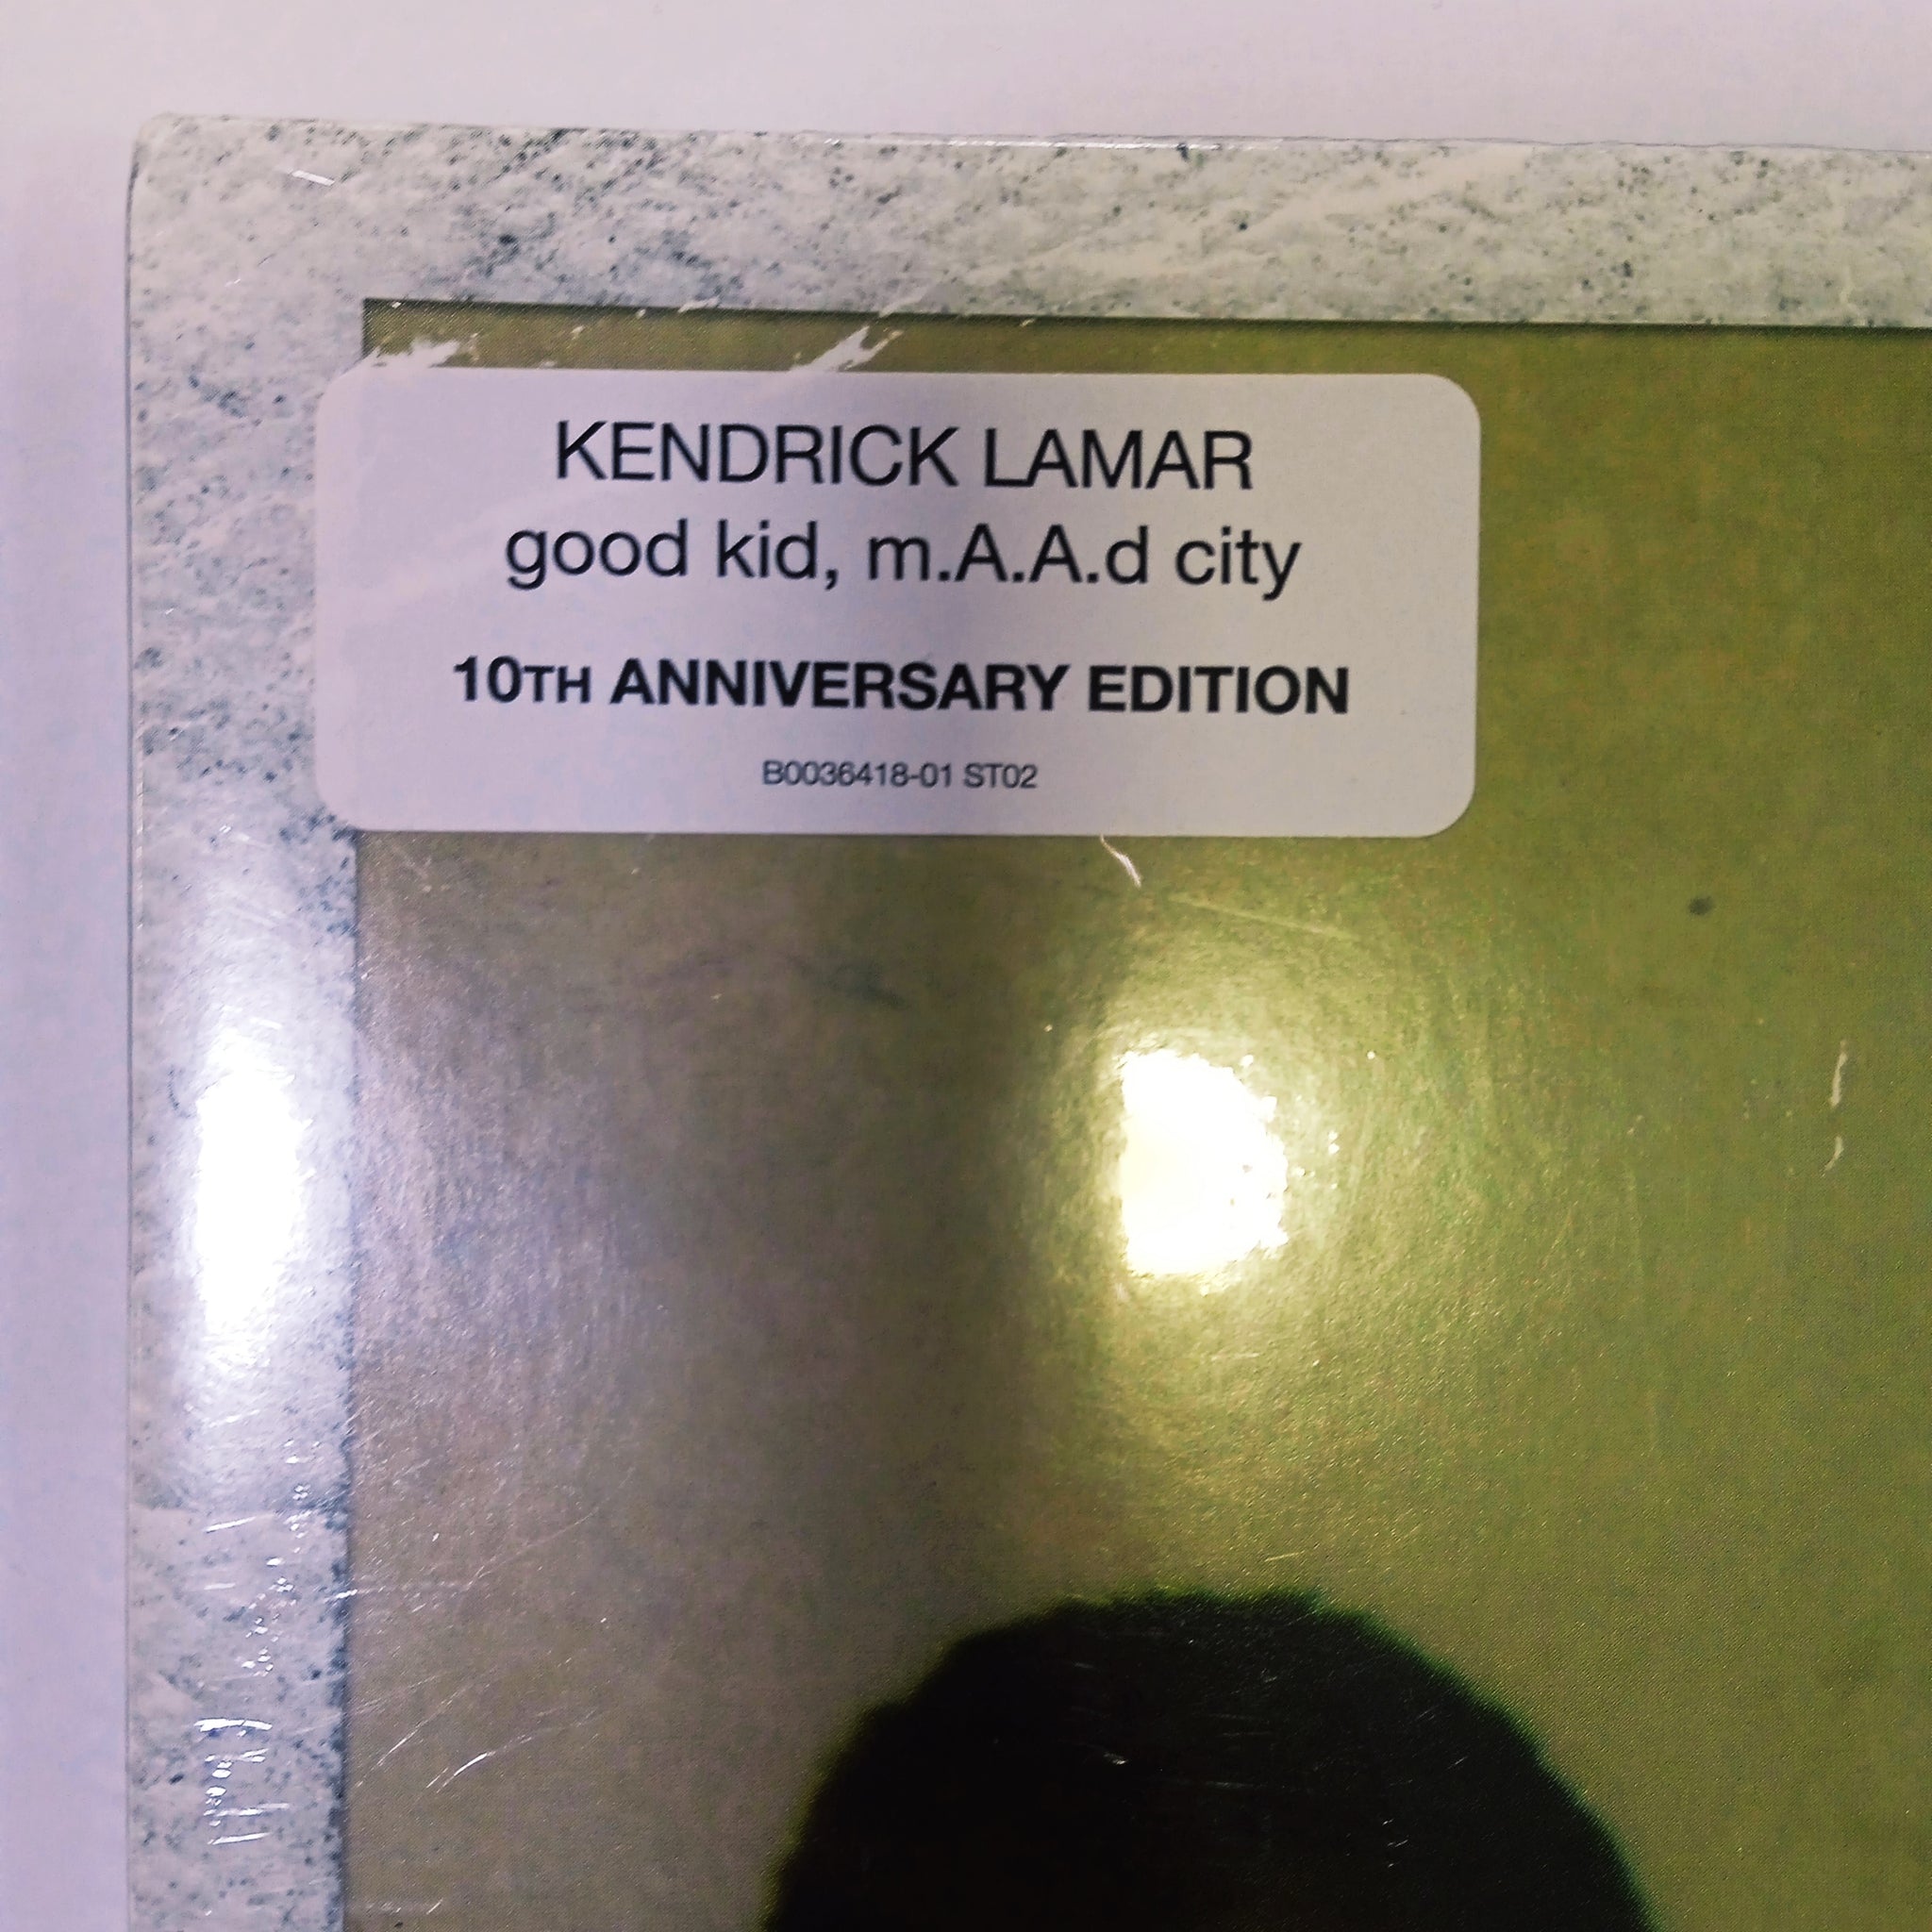 KENDRICK LAMAR
good kid, m.A.A.d city
10TH ANNIVERSARY EDITION
B0036418-01 ST02